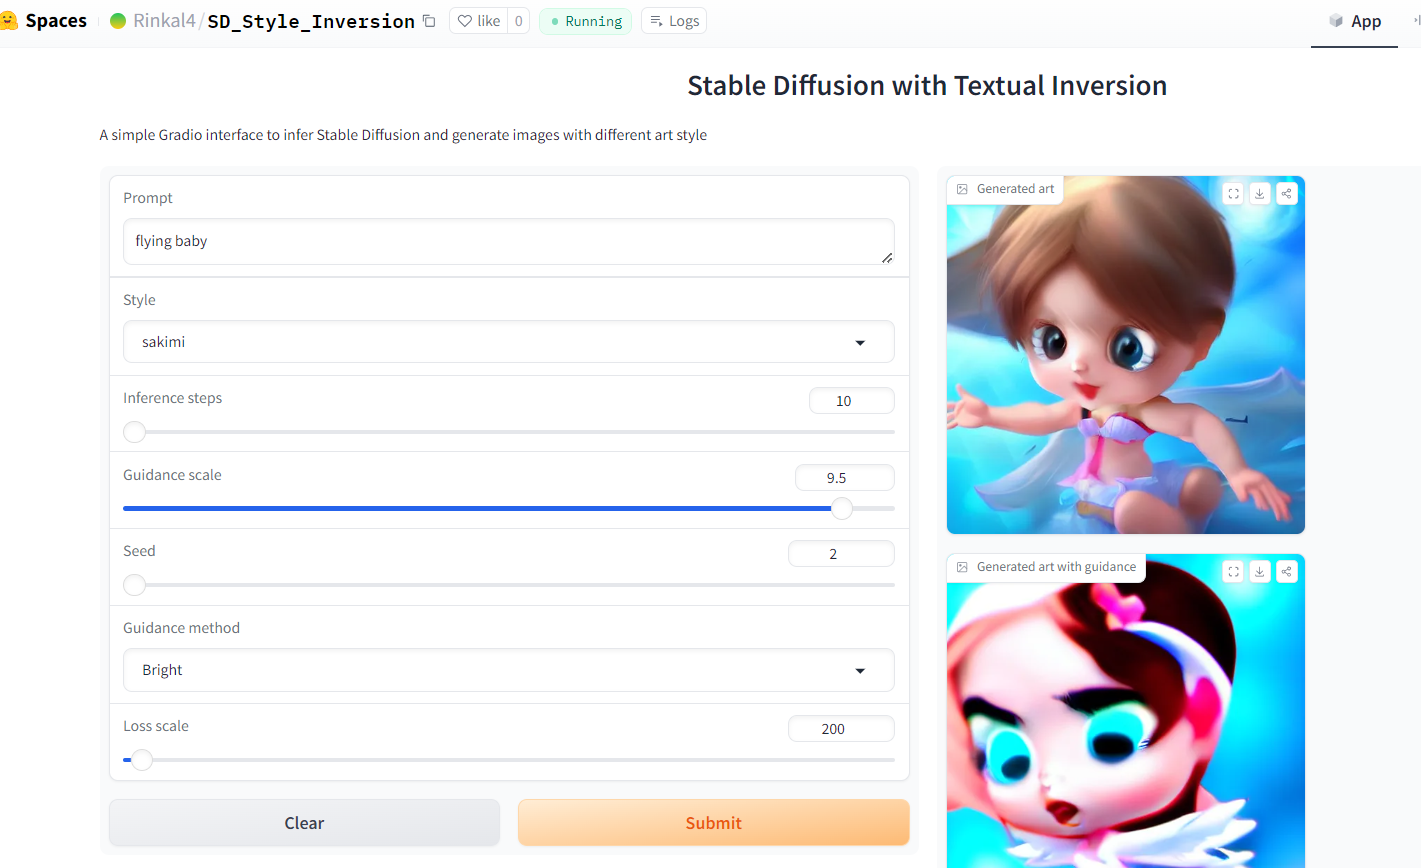 Spaces Rinkal4/SD_Style_Inversion like 0 Running Logs App
Stable Diffusion with Textual Inversion
A simple Gradio interface to infer Stable Diffusion and generate images with different art style
Prompt
flying baby
Style
sakimi
Inference steps 10
Guidance scale 9.5
Seed 2
Guidance method
Bright
Loss scale 200
Clear Submit
Generated art
Generated art with guidance